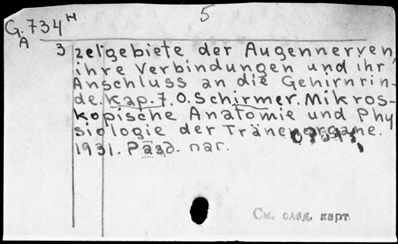 5
G.734 н
A
3 zelgebiete der Augennerven,
ihre Verbindungen und ihr
Anschluss an die Gehirnrin-
de. Kap. 7. O. Schirmer. Mikros-
kopische Anatomie und Phy
siologie der Tränenorgane.
1931. Разд. паг.
См. след. карт.